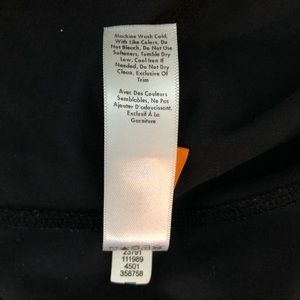 Machine Wash Cold,
With Like Colors, Do
Not Bleach, Do Not Use
Softeners, Tumble Dry
Low, Cool Iron If
Needed, Do Not Dry
Clean, Exclusive Of
Trim
Avec Des Couleurs
Semblables, Ne Pas
Ajouter D'adoucissant,
Exclusif À La
Garniture
23791
111989
4501
358758